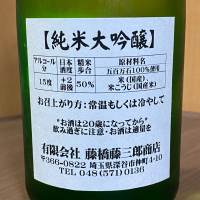 【純米大吟醸】
アルコール分 日本酒度 精米歩合 原材料名
五百万石100%使用
15度 +2前後 50% 米(国産)、
米こうじ(国産米)
お召上がり方:常温もしくは冷やして
"お酒は20歳になってから"
飲み過ぎに注意・お酒は適量を
有限会社 藤橋藤三郎商店
〒366-0822 埼玉県深谷市仲町4-10
TEL 048(571)0136